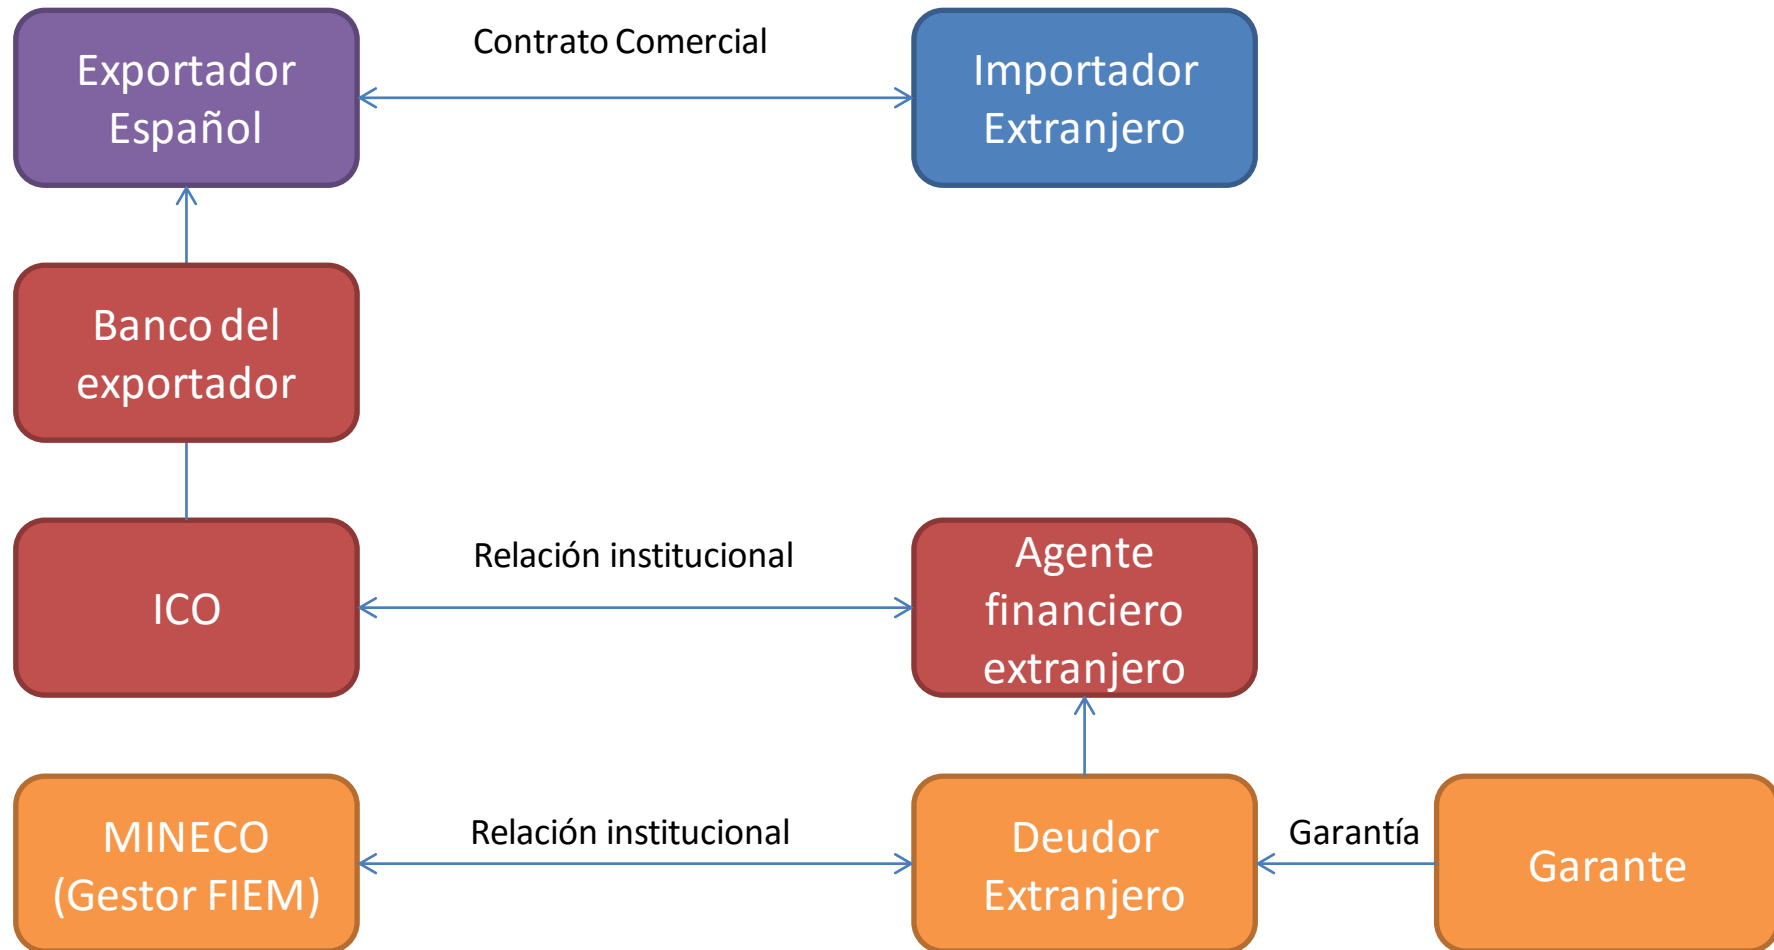 Exportador
Español
Contrato Comercial
Importador
Extranjero
Banco del
exportador
ICO
Relación institucional
Agente
financiero
extranjero
MINECO
(Gestor FIEM)
Relación institucional
Deudor
Extranjero
Garantía
Garante